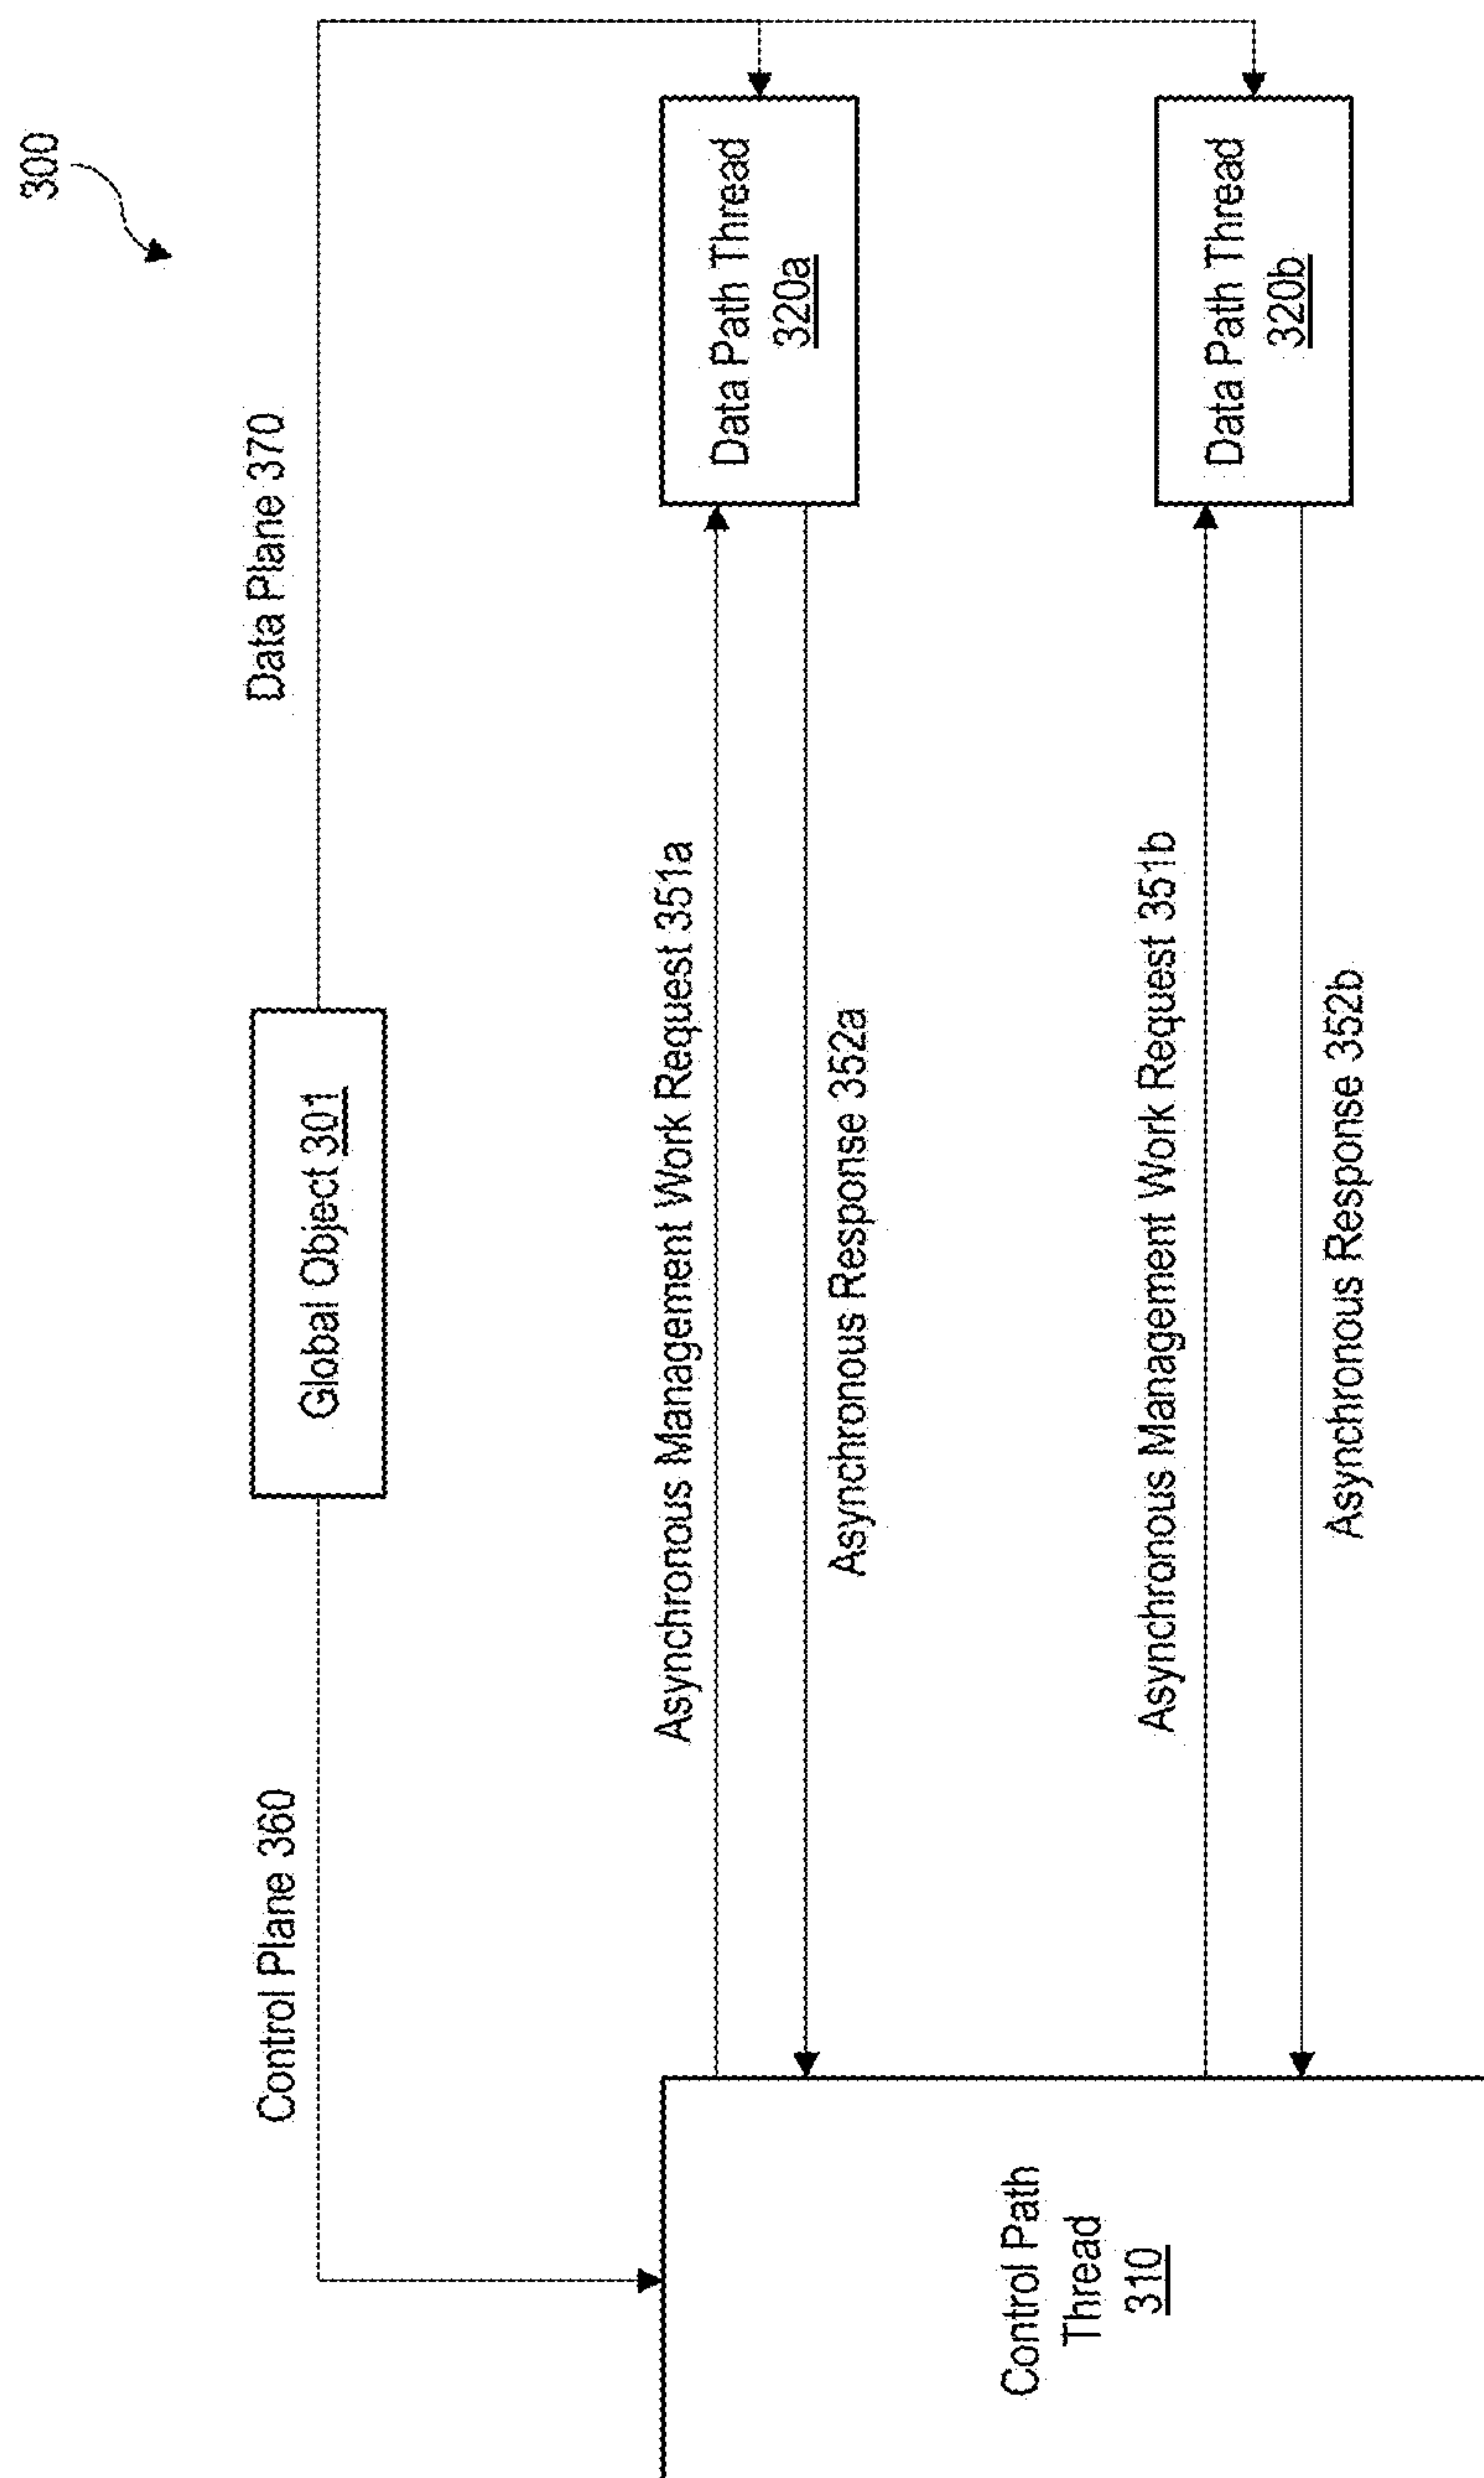 300
Control Plane 360
Global Object 301
Data Plane 370
Asynchronous Management Work Request 351a
Asynchronous Response 352a
Data Path Thread
320a
Control Path
Thread
310
Asynchronous Management Work Request 351b
Asynchronous Response 352b
Data Path Thread
320b